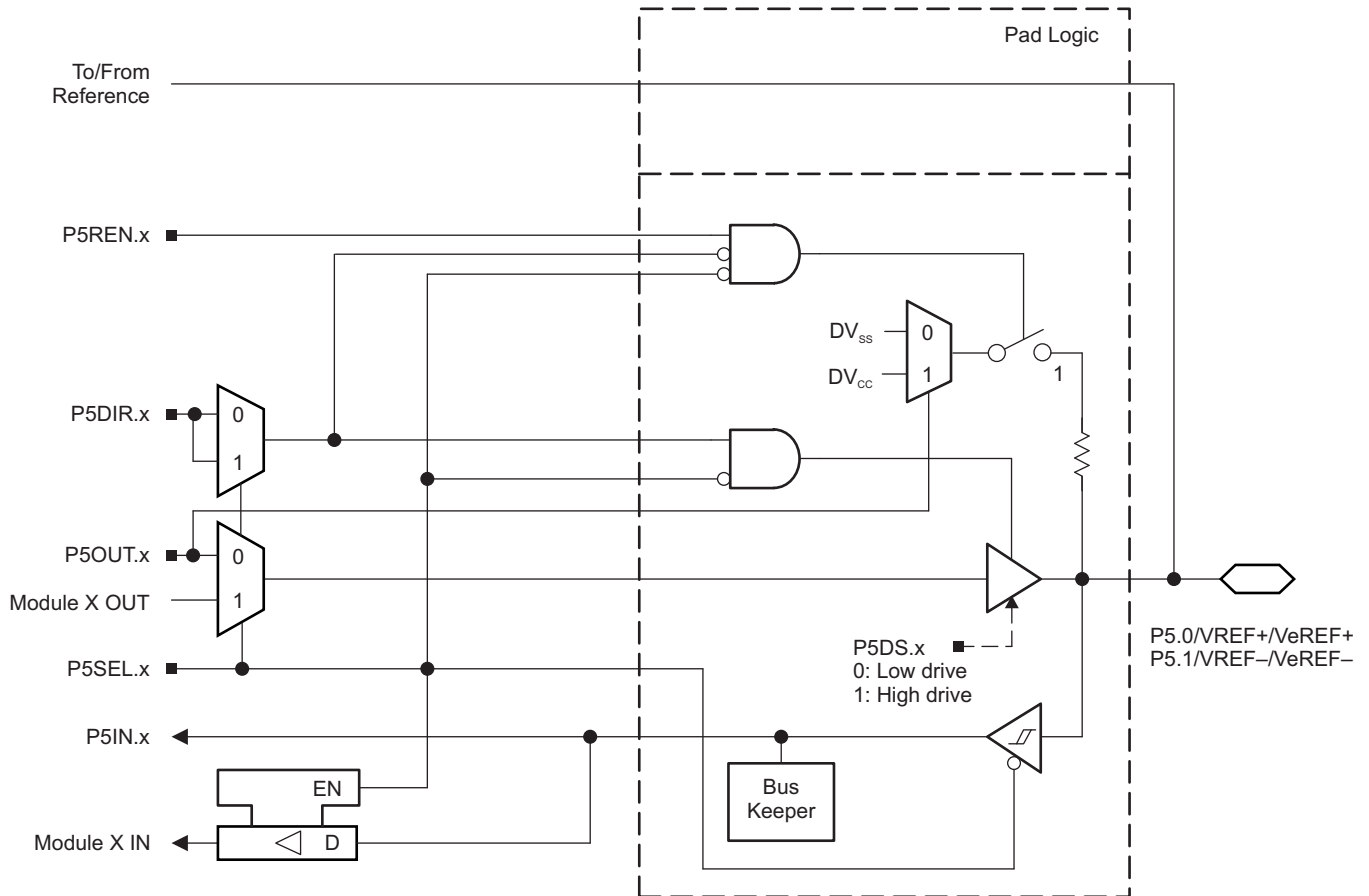 Pad Logic
To/From
Reference
P5REN.x
DVSS
0
DVCC
1
1
P5DIR.x
0
1
P5OUT.x
0
Module X OUT
1
P5SEL.x
P5DS.x
0: Low drive
1: High drive
P5.0/VREF+/VeREF+
P5.1/VREF–/VeREF–
P5IN.x
EN
Bus
Keeper
Module X IN
D